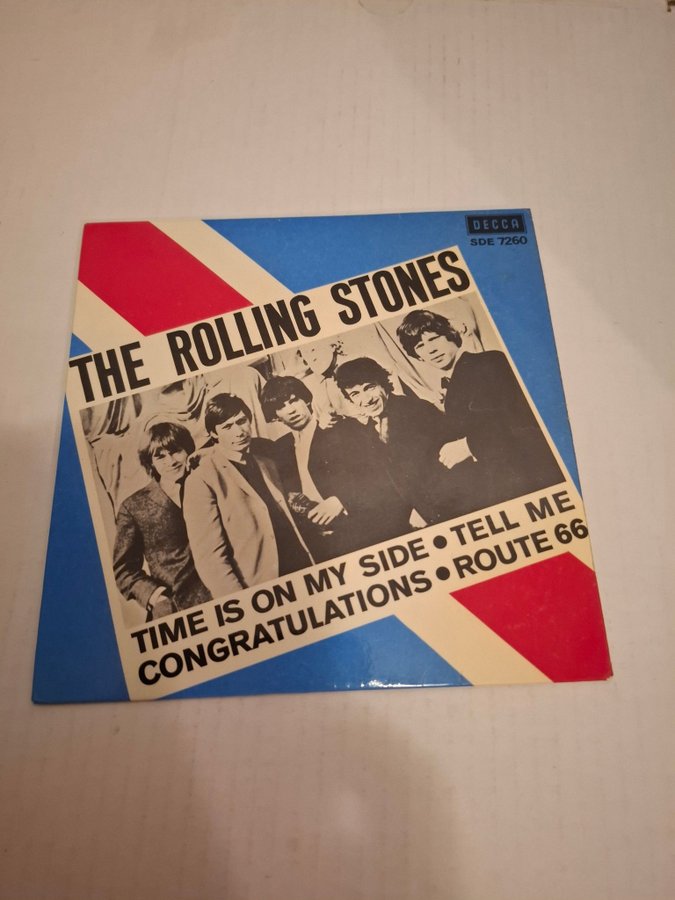 DECCA
SDE 7260
THE ROLLING STONES
TIME IS ON MY SIDE • TELL ME
CONGRATULATIONS • ROUTE 66